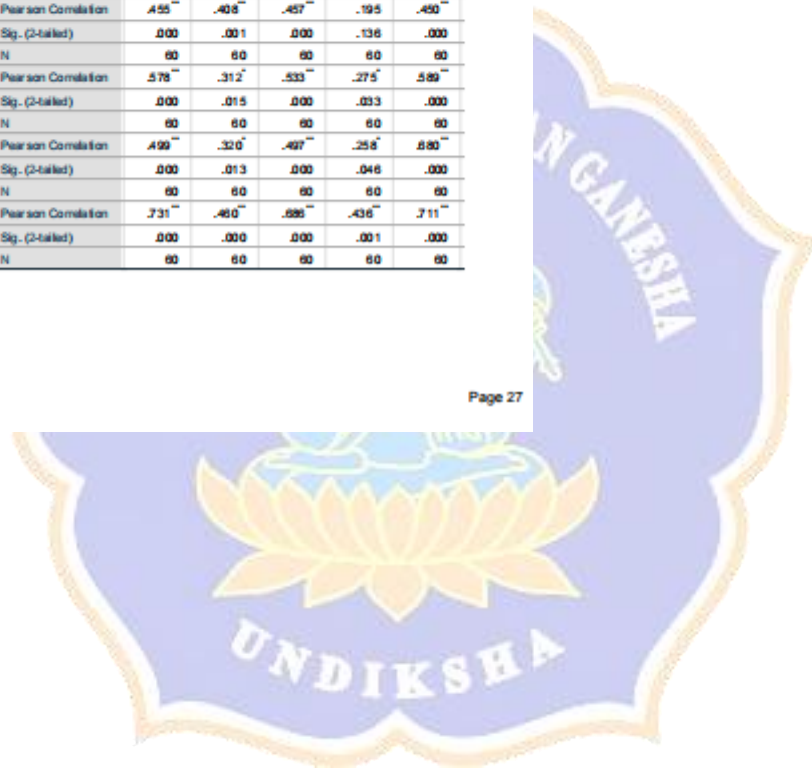 Pearson Correlation .455** .408** .457** .195 .450**
Sig. (2-tailed) .000 .001 .000 .136 .000
N 60 60 60 60 60
Pearson Correlation .578** .312* .533** .275* .589**
Sig. (2-tailed) .000 .015 .000 .033 .000
N 60 60 60 60 60
Pearson Correlation .499** .320* .497** .258* .680**
Sig. (2-tailed) .000 .013 .000 .046 .000
N 60 60 60 60 60
Pearson Correlation .731** .460** .686** .436** .711**
Sig. (2-tailed) .000 .000 .000 .001 .000
N 60 60 60 60 60
Page 27
AN GANESHA
UNDIKSHA